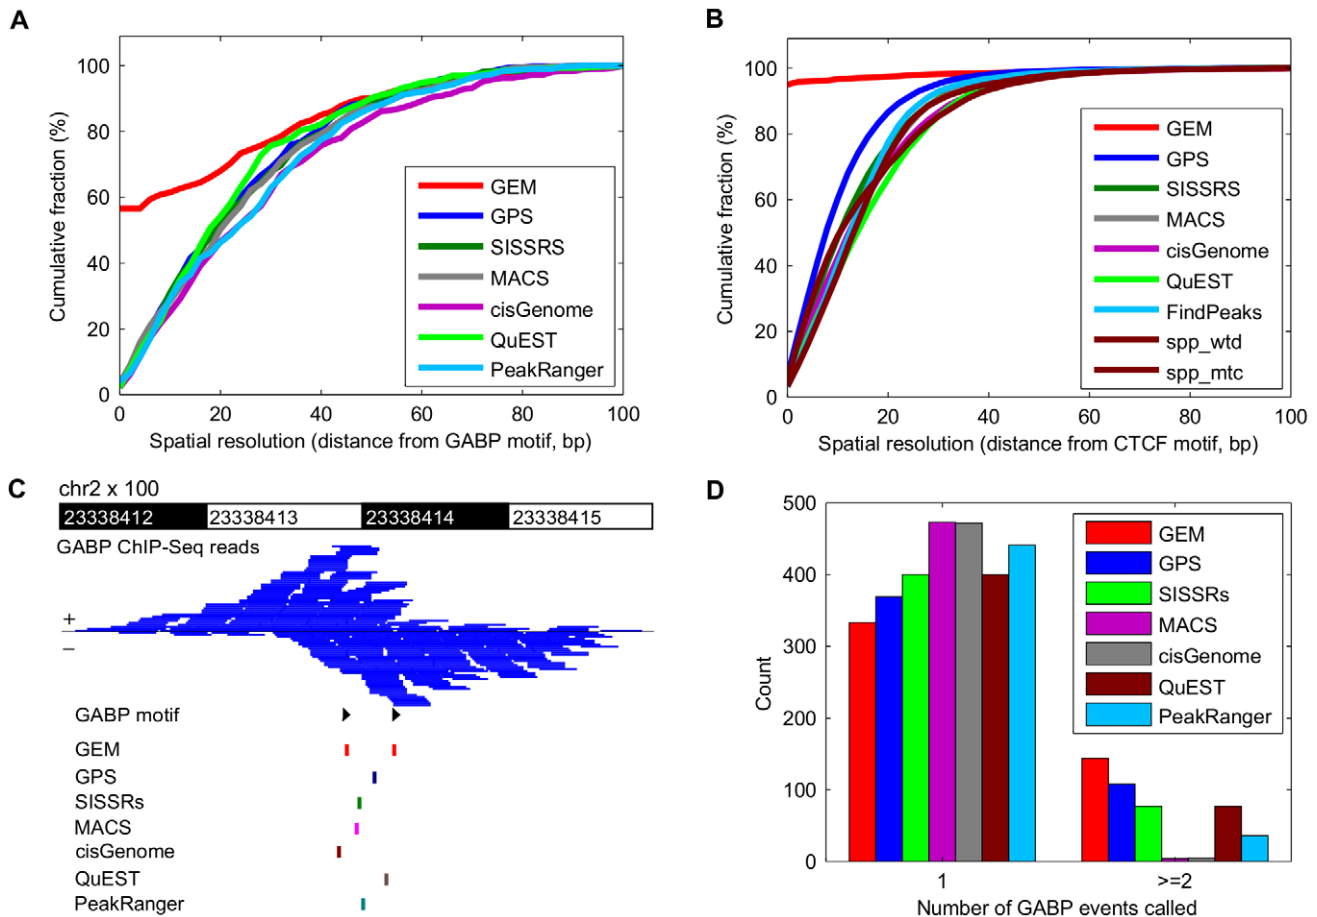 A
Cumulative fraction (%)
100
80
60
40
20
0
0 20 40 60 80 100
Spatial resolution (distance from GABP motif, bp)
GEM
GPS
SISSRS
MACS
cisGenome
QuEST
PeakRanger
B
Cumulative fraction (%)
100
80
60
40
20
0
0 20 40 60 80 100
Spatial resolution (distance from CTCF motif, bp)
GEM
GPS
SISSRS
MACS
cisGenome
QuEST
FindPeaks
spp_wtd
spp_mtc
C
chr2 x 100
23338412 23338413 23338414 23338415
GABP ChIP-Seq reads
+
−
GABP motif
GEM
GPS
SISSRs
MACS
cisGenome
QuEST
PeakRanger
D
Count
500
400
300
200
100
0
1 >=2
Number of GABP events called
GEM
GPS
SISSRs
MACS
cisGenome
QuEST
PeakRanger